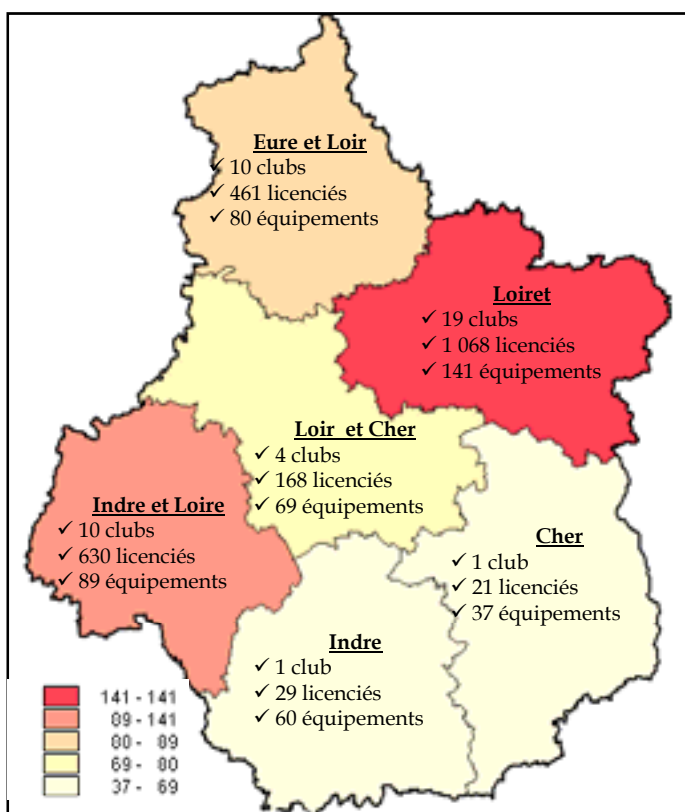 Eure et Loir
✓ 10 clubs
✓ 461 licenciés
✓ 80 équipements
Loiret
✓ 19 clubs
✓ 1 068 licenciés
✓ 141 équipements
Loir et Cher
✓ 4 clubs
✓ 168 licenciés
✓ 69 équipements
Indre et Loire
✓ 10 clubs
✓ 630 licenciés
✓ 89 équipements
Cher
✓ 1 club
✓ 21 licenciés
✓ 37 équipements
Indre
✓ 1 club
✓ 29 licenciés
✓ 60 équipements
141 - 141
89 - 141
80 - 89
69 - 80
37 - 69